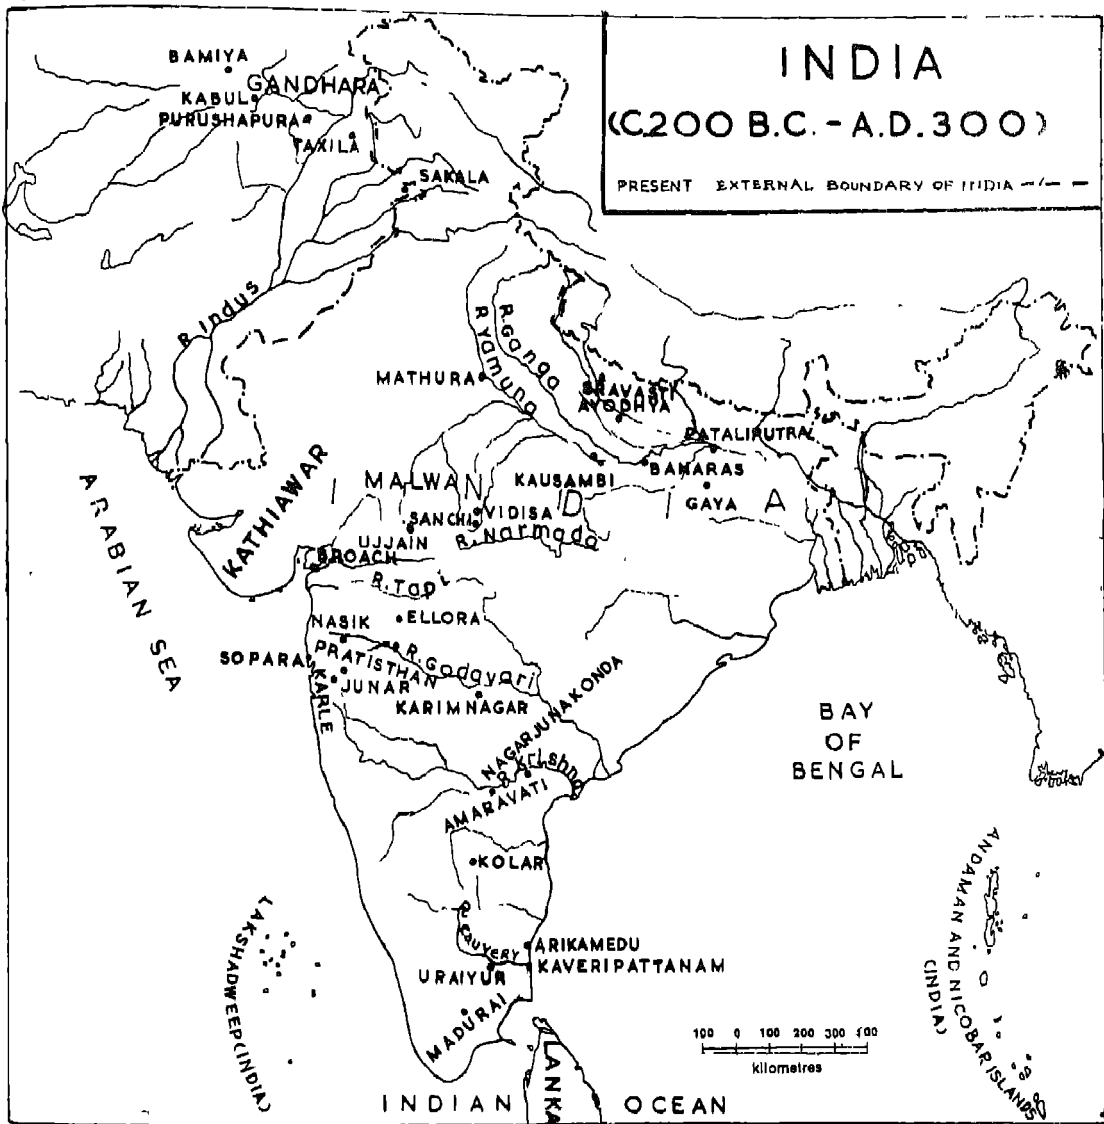 INDIA
(C.200 B.C. - A.D. 300)
PRESENT EXTERNAL BOUNDARY OF INDIA
BAMIYA
GANDHARA
KABUL
PURUSHAPURA
TAXILA
SAKALA
R. Indus
R. Yamuna
R. Ganga
MATHURA
SRAVASTI
AYODHYA
PATALIPUTRA
KATHIAWAR
MALWA
N
D
A
KAUSAMBI
BANARAS
GAYA
SANCHI
VIDISA
UJJAIN
R. Narmada
BROACH
R. Tapi
ARABIAN SEA
ELLORA
NASIK
PRATISTHAN
R. Godavari
SOPARA
JUNAR
KARLE
KARIMNAGAR
NAGARJUNAKONDA
R. Krishna
AMARAVATI
BAY
OF
BENGAL
KOLAR
R. Cauvery
ARIKAMEDU
KAVERIPATTANAM
URAIYUR
MADURAI
LAKSHADWEEP (INDIA)
ANDAMAN AND NICOBAR ISLANDS
(INDIA)
100 0 100 200 300 400
kilometres
LANKA
INDIAN OCEAN